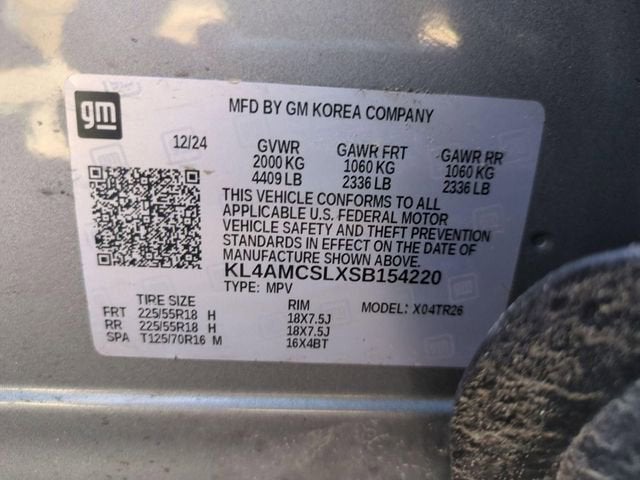 gm
MFD BY GM KOREA COMPANY
12/24 GVWR GAWR FRT GAWR RR
2000 KG 1060 KG 1060 KG
4409 LB 2336 LB 2336 LB
THIS VEHICLE CONFORMS TO ALL
APPLICABLE U.S. FEDERAL MOTOR
VEHICLE SAFETY AND THEFT PREVENTION
STANDARDS IN EFFECT ON THE DATE OF
MANUFACTURE SHOWN ABOVE.
KL4AMCSLXSB154220
TYPE: MPV
TIRE SIZE RIM MODEL: X04TR26
FRT 225/55R18 H 18X7.5J
RR 225/55R18 H 18X7.5J
SPA T125/70R16 M 16X4BT